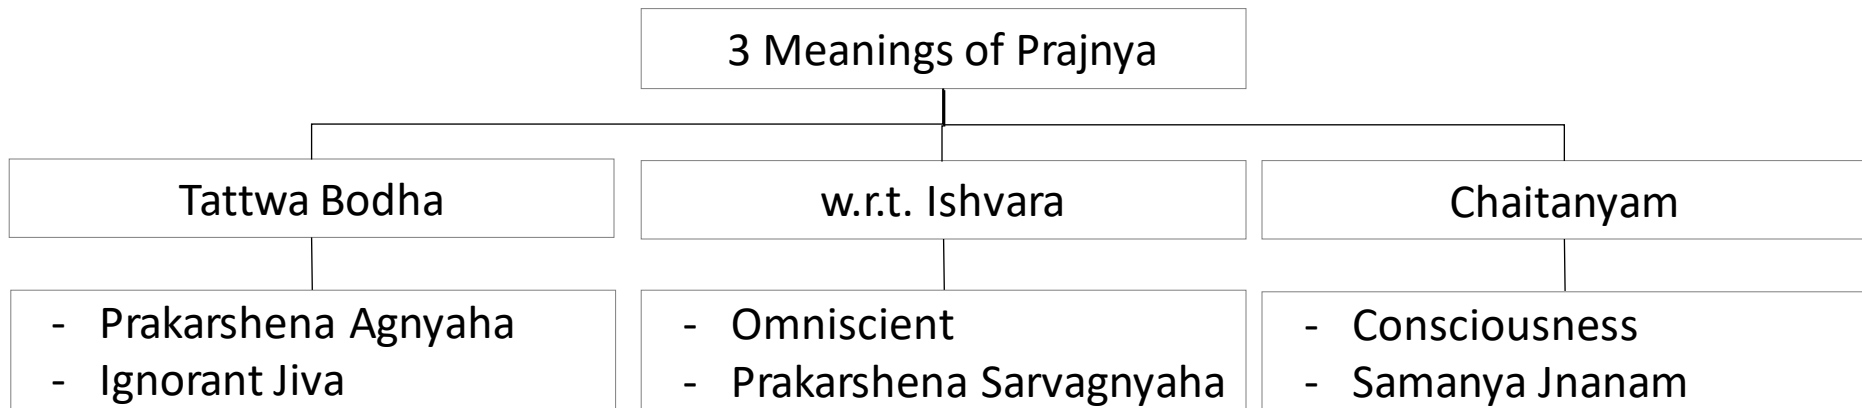 3 Meanings of Prajnya
Tattwa Bodha
- Prakarshena Agnyaha
- Ignorant Jiva
w.r.t. Ishvara
- Omniscient
- Prakarshena Sarvagnyaha
Chaitanyam
- Consciousness
- Samanya Jnanam